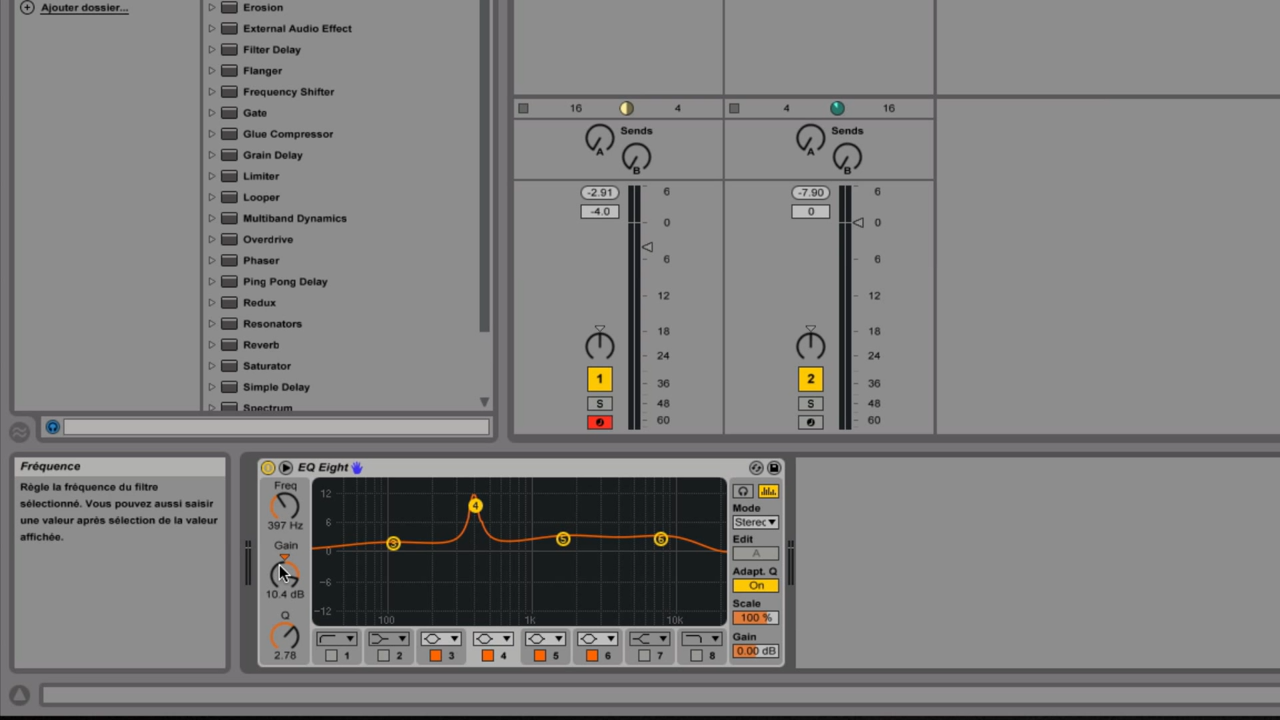 Ajouter dossier...
Erosion
External Audio Effect
Filter Delay
Flanger
Frequency Shifter
Gate
Glue Compressor
Grain Delay
Limiter
Looper
Multiband Dynamics
Overdrive
Phaser
Ping Pong Delay
Redux
Resonators
Reverb
Saturator
Simple Delay
Spectrum
16 4 4 16
Sends Sends
A B A B
-2.91 6 -7.90 6
-4.0 0 0 0
6 6
12 12
18 18
24 24
1 36 2 36
S 48 S 48
60 60
Fréquence
Règle la fréquence du filtre
sélectionné. Vous pouvez aussi saisir
une valeur après sélection de la valeur
affichée.
EQ Eight
Freq
397 Hz
Gain
10.4 dB
Q
2.78
12
6
0
-6
-12
100 1K 10K
3 4 5 6
1 2 3 4 5 6 7 8
Mode
Stereo
Edit
A
Adapt. Q
On
Scale
100 %
Gain
0.00 dB